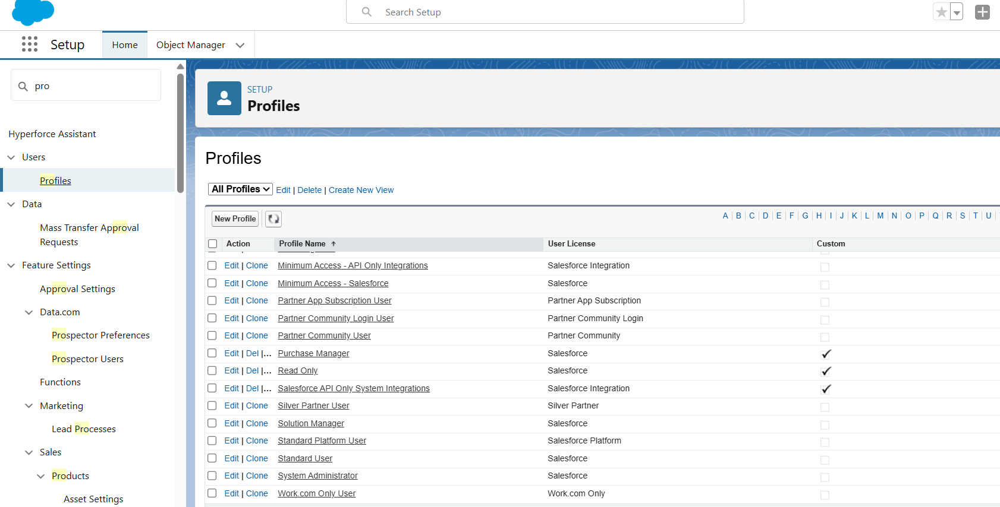 Search Setup
Setup
Home
Object Manager
pro
Hyperforce Assistant
Users
Profiles
Data
Mass Transfer Approval
Requests
Feature Settings
Approval Settings
Data.com
Prospector Preferences
Prospector Users
Functions
Marketing
Lead Processes
Sales
Products
Asset Settings
SETUP
Profiles
Profiles
All Profiles Edit | Delete | Create New View
New Profile
A | B | C | D | E | F | G | H | I | J | K | L | M | N | O | P | Q | R | S | T | U |
Action Profile Name ↑ User License Custom
Edit | Clone Minimum Access - API Only Integrations Salesforce Integration
Edit | Clone Minimum Access - Salesforce Salesforce
Edit | Clone Partner App Subscription User Partner App Subscription
Edit | Clone Partner Community Login User Partner Community Login
Edit | Clone Partner Community User Partner Community
Edit | Del |... Purchase Manager Salesforce ✓
Edit | Del |... Read Only Salesforce ✓
Edit | Del |... Salesforce API Only System Integrations Salesforce Integration ✓
Edit | Clone Silver Partner User Silver Partner
Edit | Clone Solution Manager Salesforce
Edit | Clone Standard Platform User Salesforce Platform
Edit | Clone Standard User Salesforce
Edit | Clone System Administrator Salesforce
Edit | Clone Work.com Only User Work.com Only